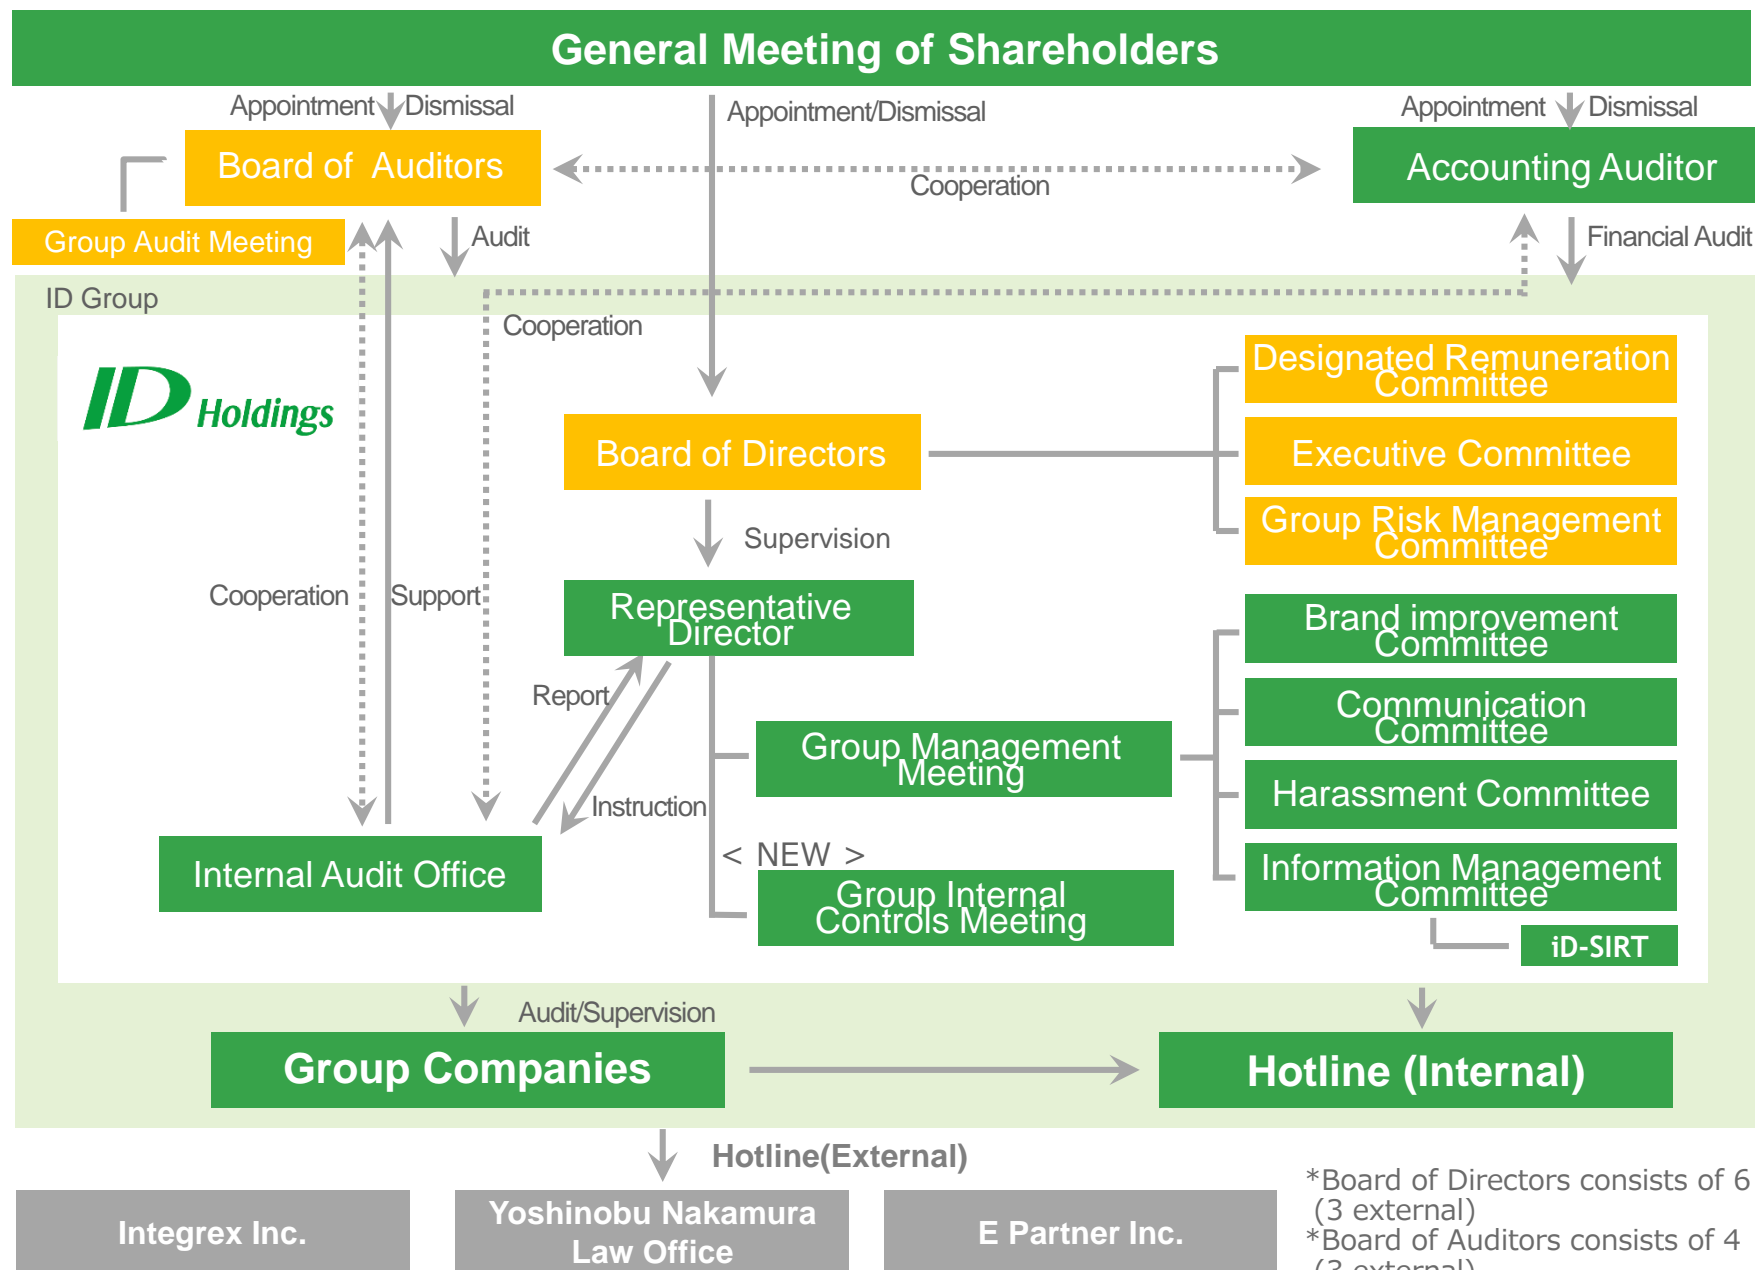 General Meeting of Shareholders
Appointment Dismissal
Appointment/Dismissal
Appointment Dismissal
Board of Auditors
Accounting Auditor
Cooperation
Group Audit Meeting
Audit
Financial Audit
ID Group
Cooperation
ID Holdings
Designated Remuneration
Committee
Board of Directors
Executive Committee
Group Risk Management
Committee
Supervision
Cooperation
Support
Representative
Director
Brand improvement
Committee
Report
Communication
Committee
Group Management
Meeting
Instruction
Harassment Committee
< NEW >
Internal Audit Office
Group Internal
Controls Meeting
Information Management
Committee
iD-SIRT
Audit/Supervision
Group Companies
Hotline (Internal)
Hotline(External)
Integrex Inc.
Yoshinobu Nakamura
Law Office
E Partner Inc.
*Board of Directors consists of 6
(3 external)
*Board of Auditors consists of 4
(3 external)